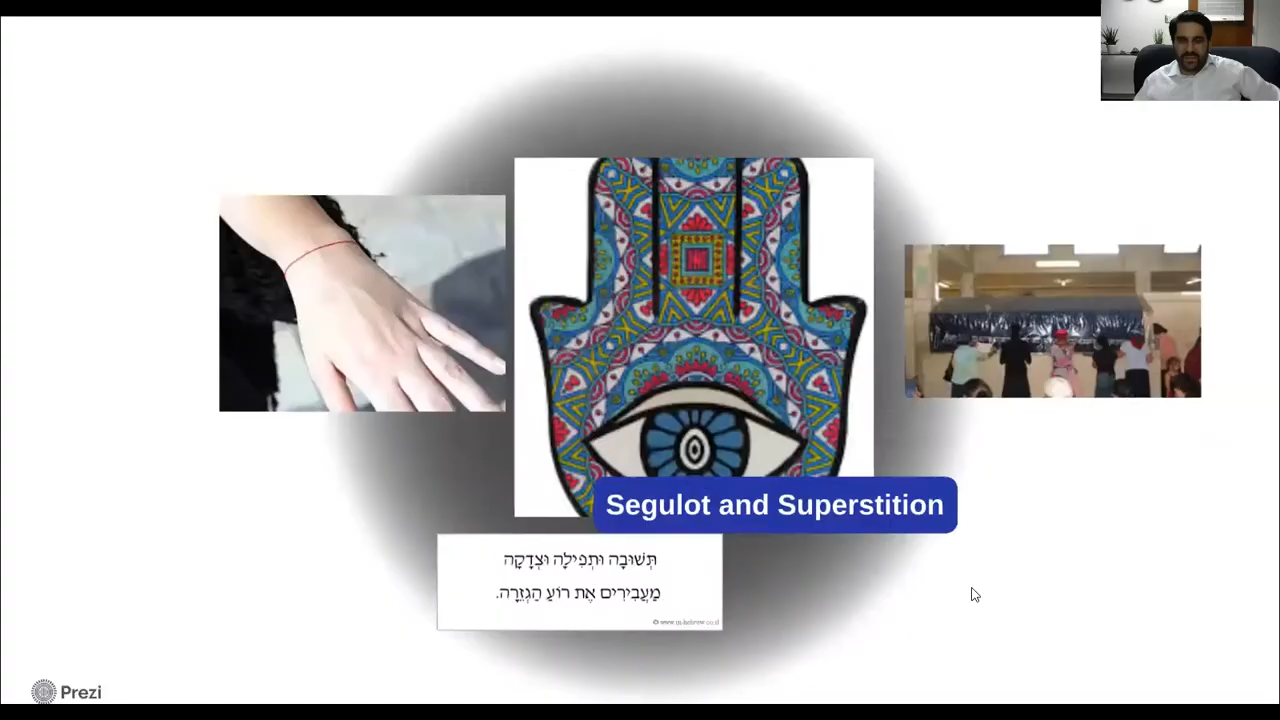 Segulot and Superstition
תְּשׁוּבָה וּתְפִילָה וּצְדָקָה
מַעֲבִירִים אֶת רוֹעַ הַגְּזֵרָה.
Prezi